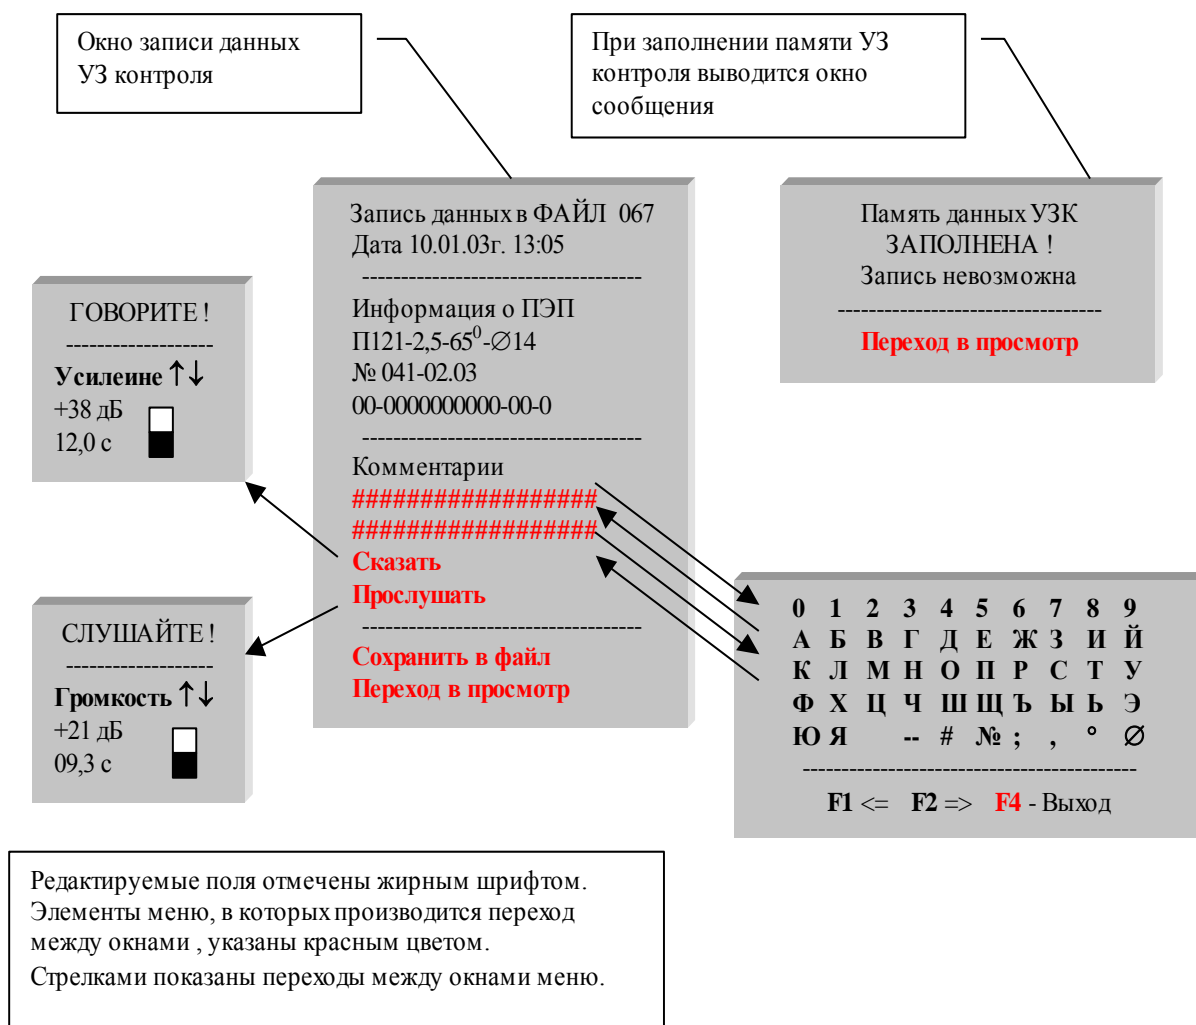 Окно записи данных
УЗ контроля
При заполнении памяти УЗ
контроля выводится окно
сообщения
Запись данных в ФАЙЛ 067
Дата 10.01.03г. 13:05
------------------------------------
Информация о ПЭП
П121-2,5-65⁰-∅14
№ 041-02.03
00-0000000000-00-0
------------------------------------
Комментарии
##################
##################
Сказать
Прослушать
------------------------------------
Сохранить в файл
Переход в просмотр
Память данных УЗК
ЗАПОЛНЕНА !
Запись невозможна
----------------------------------
Переход в просмотр
ГОВОРИТЕ !
-------------------
Усилеине ↑↓
+38 дБ
12,0 с
СЛУШАЙТЕ !
-------------------
Громкость ↑↓
+21 дБ
09,3 с
0 1 2 3 4 5 6 7 8 9
А Б В Г Д Е Ж З И Й
К Л М Н О П Р С Т У
Ф Х Ц Ч Ш Щ Ъ Ы Ь Э
Ю Я -- # № ; , ° ∅
-------------------------------------------
F1 <= F2 => F4 - Выход
Редактируемые поля отмечены жирным шрифтом.
Элементы меню, в которых производится переход
между окнами , указаны красным цветом.
Стрелками показаны переходы между окнами меню.